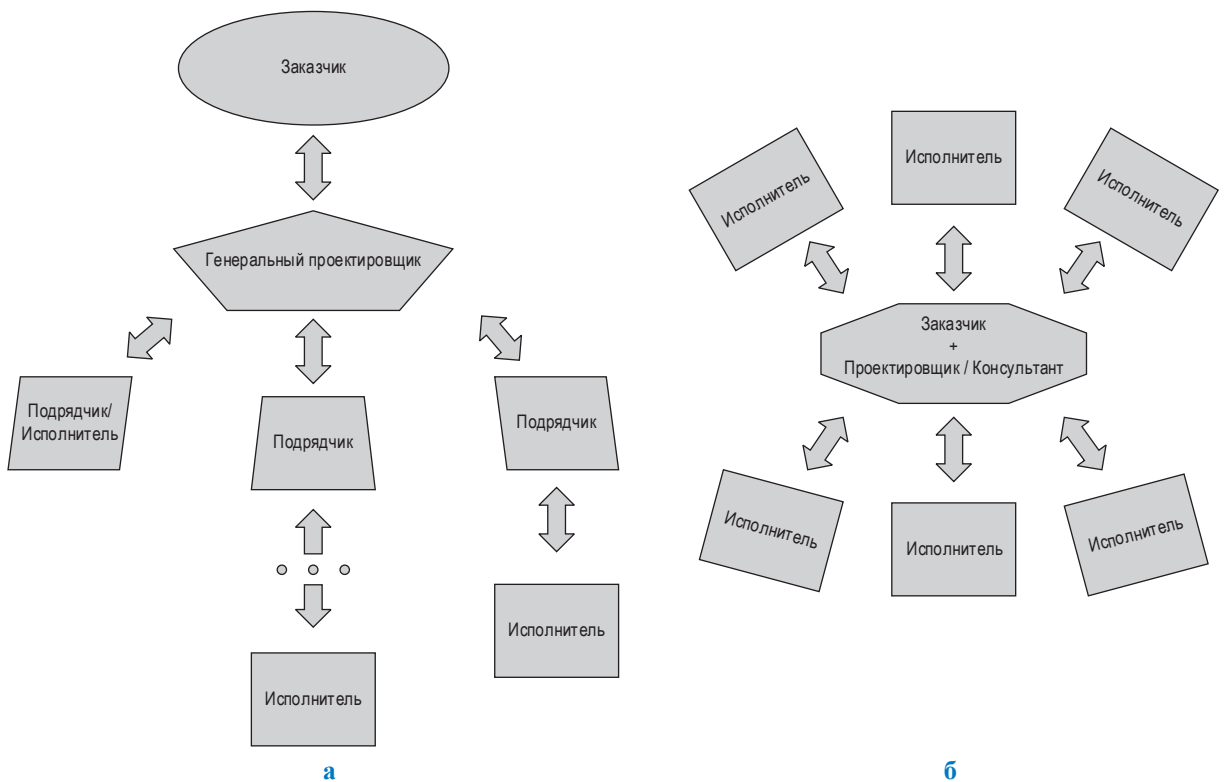 Заказчик
Генеральный проектировщик
Подрядчик/
Исполнитель
Подрядчик
Подрядчик
Исполнитель
Исполнитель
а
Исполнитель
Исполнитель
Исполнитель
Заказчик
+
Проектировщик / Консультант
Исполнитель
Исполнитель
Исполнитель
б